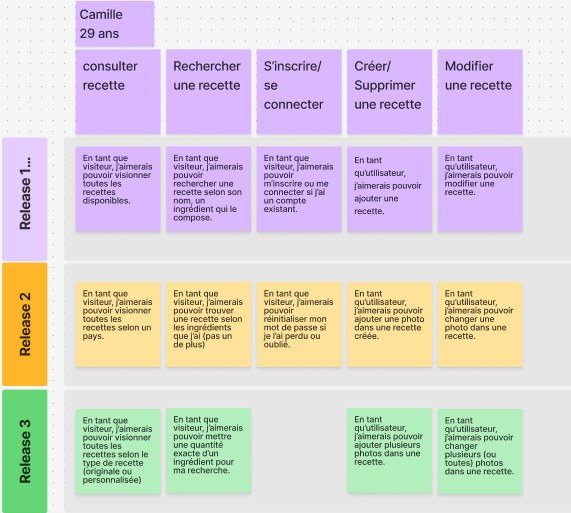 Camille
29 ans
consulter
recette
Rechercher
une recette
S'inscrire/
se
connecter
Créer/
Supprimer
une recette
Modifier
une recette
Release 1...
En tant que
visiteur, j'aimerais
pouvoir visionner
toutes les
recettes
disponibles.
En tant que
visiteur, j'aimerais
pouvoir
rechercher une
recette selon son
nom, un
ingrédient qui le
compose.
En tant que
visiteur, j'aimerais
pouvoir
m'inscrire ou me
connecter si j'ai
un compte
existant.
En tant
qu'utilisateur,
j'aimerais pouvoir
ajouter une
recette.
En tant
qu'utilisateur,
j'aimerais pouvoir
modifier une
recette.
Release 2
En tant que
visiteur, j'aimerais
pouvoir visionner
toutes les
recettes selon un
pays.
En tant que
visiteur, j'aimerais
pouvoir trouver
une recette selon
les ingrédients
que j'ai (pas un
de plus)
En tant que
visiteur, j'aimerais
pouvoir
réinitialiser mon
mot de passe si
je l'ai perdu ou
oublié.
En tant
qu'utilisateur,
j'aimerais pouvoir
ajouter une photo
dans une recette
créée.
En tant
qu'utilisateur,
j'aimerais pouvoir
changer une
photo dans une
recette.
Release 3
En tant que
visiteur, j'aimerais
pouvoir visionner
toutes les
recettes selon le
type de recette
(originale ou
personnalisée)
En tant que
visiteur, j'aimerais
pouvoir mettre
une quantité
exacte d'un
ingrédient pour
ma recherche.
En tant
qu'utilisateur,
j'aimerais pouvoir
ajouter plusieurs
photos dans une
recette.
En tant
qu'utilisateur,
j'aimerais pouvoir
changer
plusieurs (ou
toutes) photos
dans une recette.